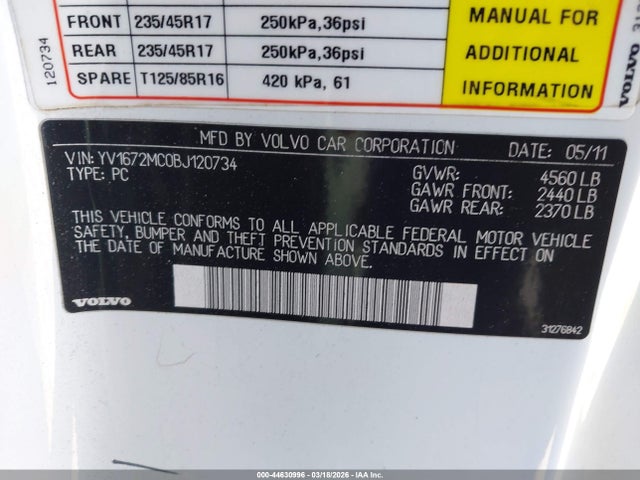 FRONT 235/45R17 250kPa,36psi
REAR 235/45R17 250kPa,36psi
SPARE T125/85R16 420 kPa, 61
120734
MANUAL FOR
ADDITIONAL
INFORMATION
VOLVO
MFD BY VOLVO CAR CORPORATION DATE: 05/11
VIN: YV1672MC0BJ120734
TYPE: PC
GVWR: 4560 LB
GAWR FRONT: 2440 LB
GAWR REAR: 2370 LB
THIS VEHICLE CONFORMS TO ALL APPLICABLE FEDERAL MOTOR VEHICLE
SAFETY, BUMPER AND THEFT PREVENTION STANDARDS IN EFFECT ON
THE DATE OF MANUFACTURE SHOWN ABOVE.
VOLVO
31276842
000-44630996 - 03/18/2026 - COPYRIGHT IAA, LLC.